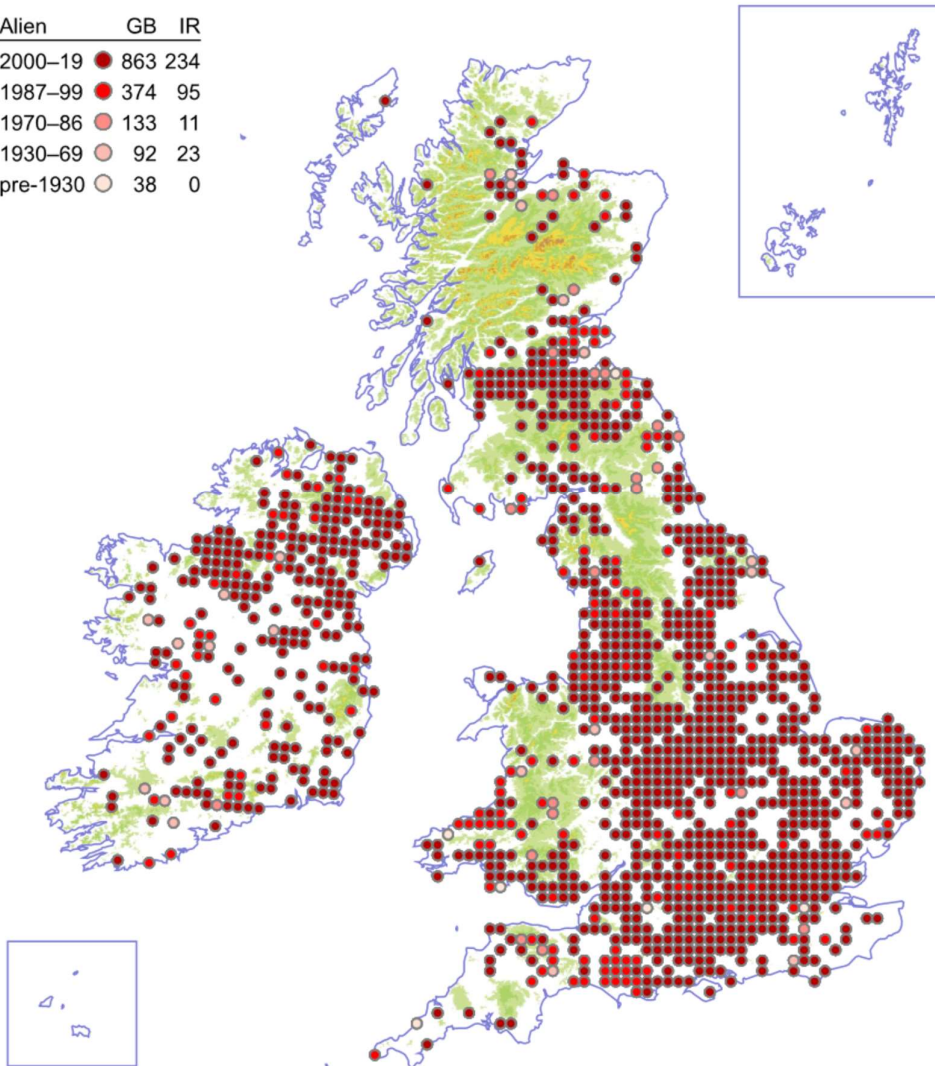 Alien GB IR
2000–19 863 234
1987–99 374 95
1970–86 133 11
1930–69 92 23
pre-1930 38 0